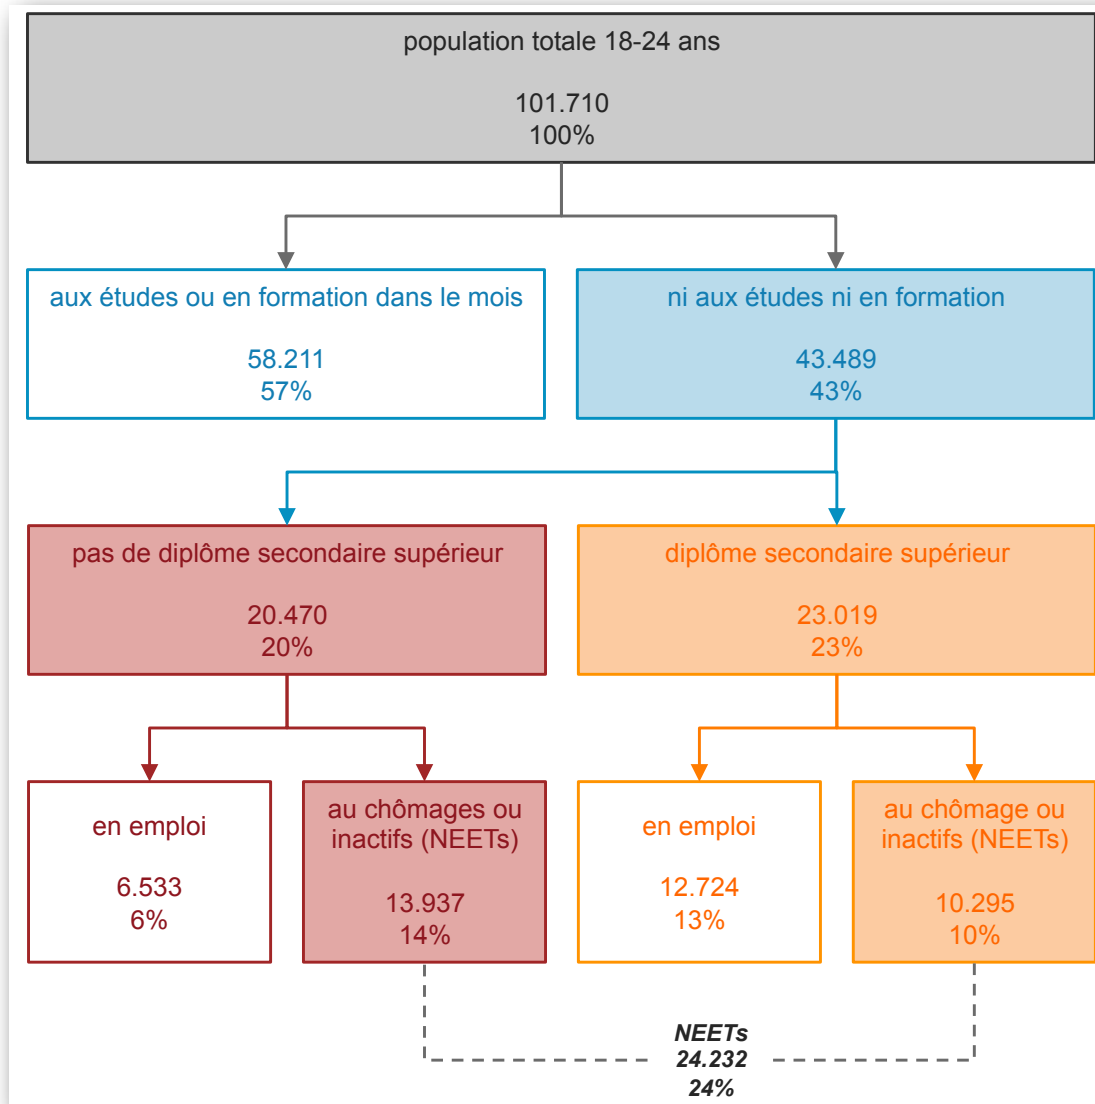 population totale 18-24 ans
101.710
100%
aux études ou en formation dans le mois
58.211
57%
ni aux études ni en formation
43.489
43%
pas de diplôme secondaire supérieur
20.470
20%
diplôme secondaire supérieur
23.019
23%
en emploi
6.533
6%
au chômages ou
inactifs (NEETs)
13.937
14%
en emploi
12.724
13%
au chômage ou
inactifs (NEETs)
10.295
10%
NEETs
24.232
24%